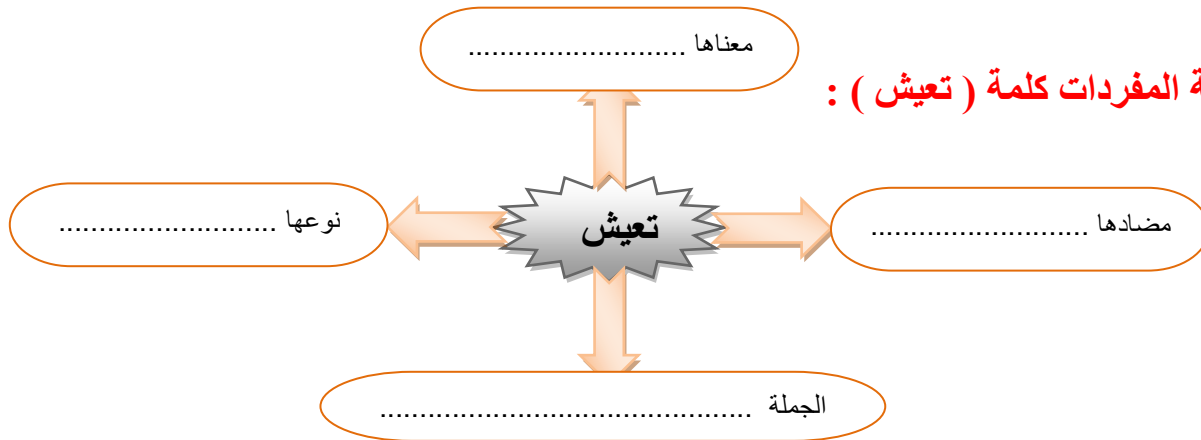 معناها ...........................
ة المفردات كلمة ( تعيش ) :
مضادها ...........................
تعيش
نوعها ...........................
الجملة ..............................................